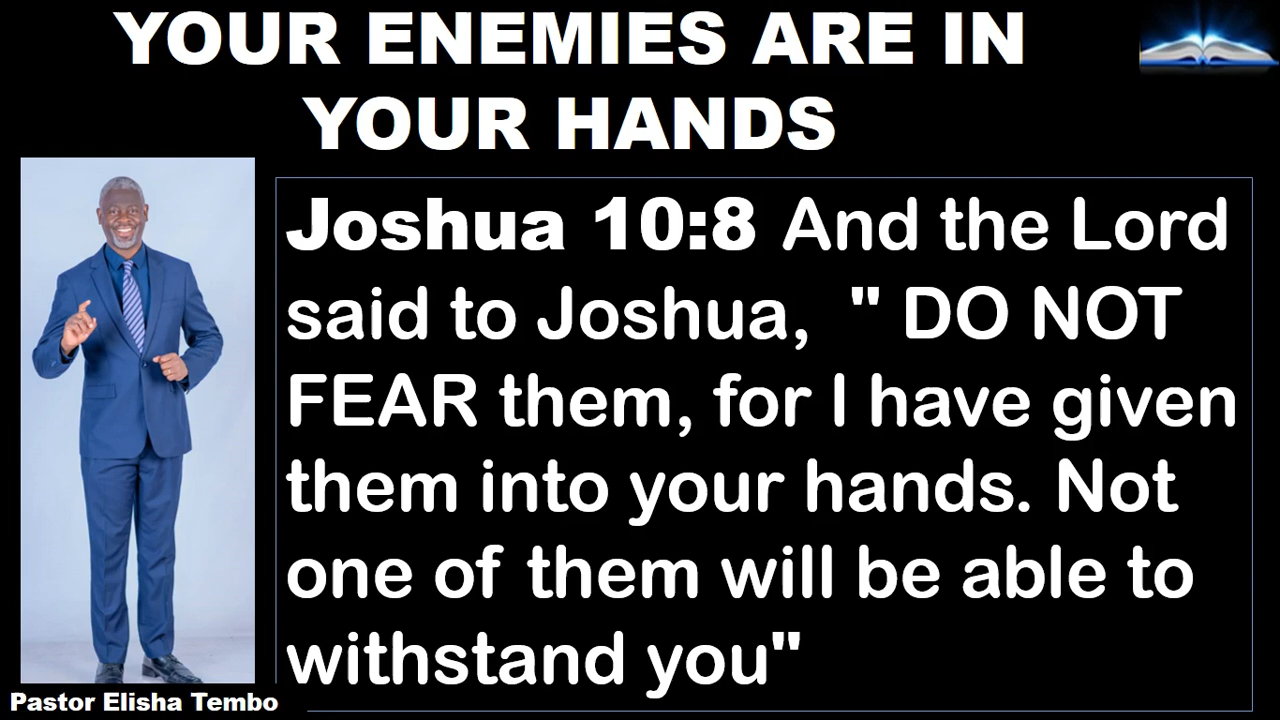 YOUR ENEMIES ARE IN
YOUR HANDS
Joshua 10:8 And the Lord
said to Joshua, " DO NOT
FEAR them, for I have given
them into your hands. Not
one of them will be able to
withstand you"
Pastor Elisha Tembo